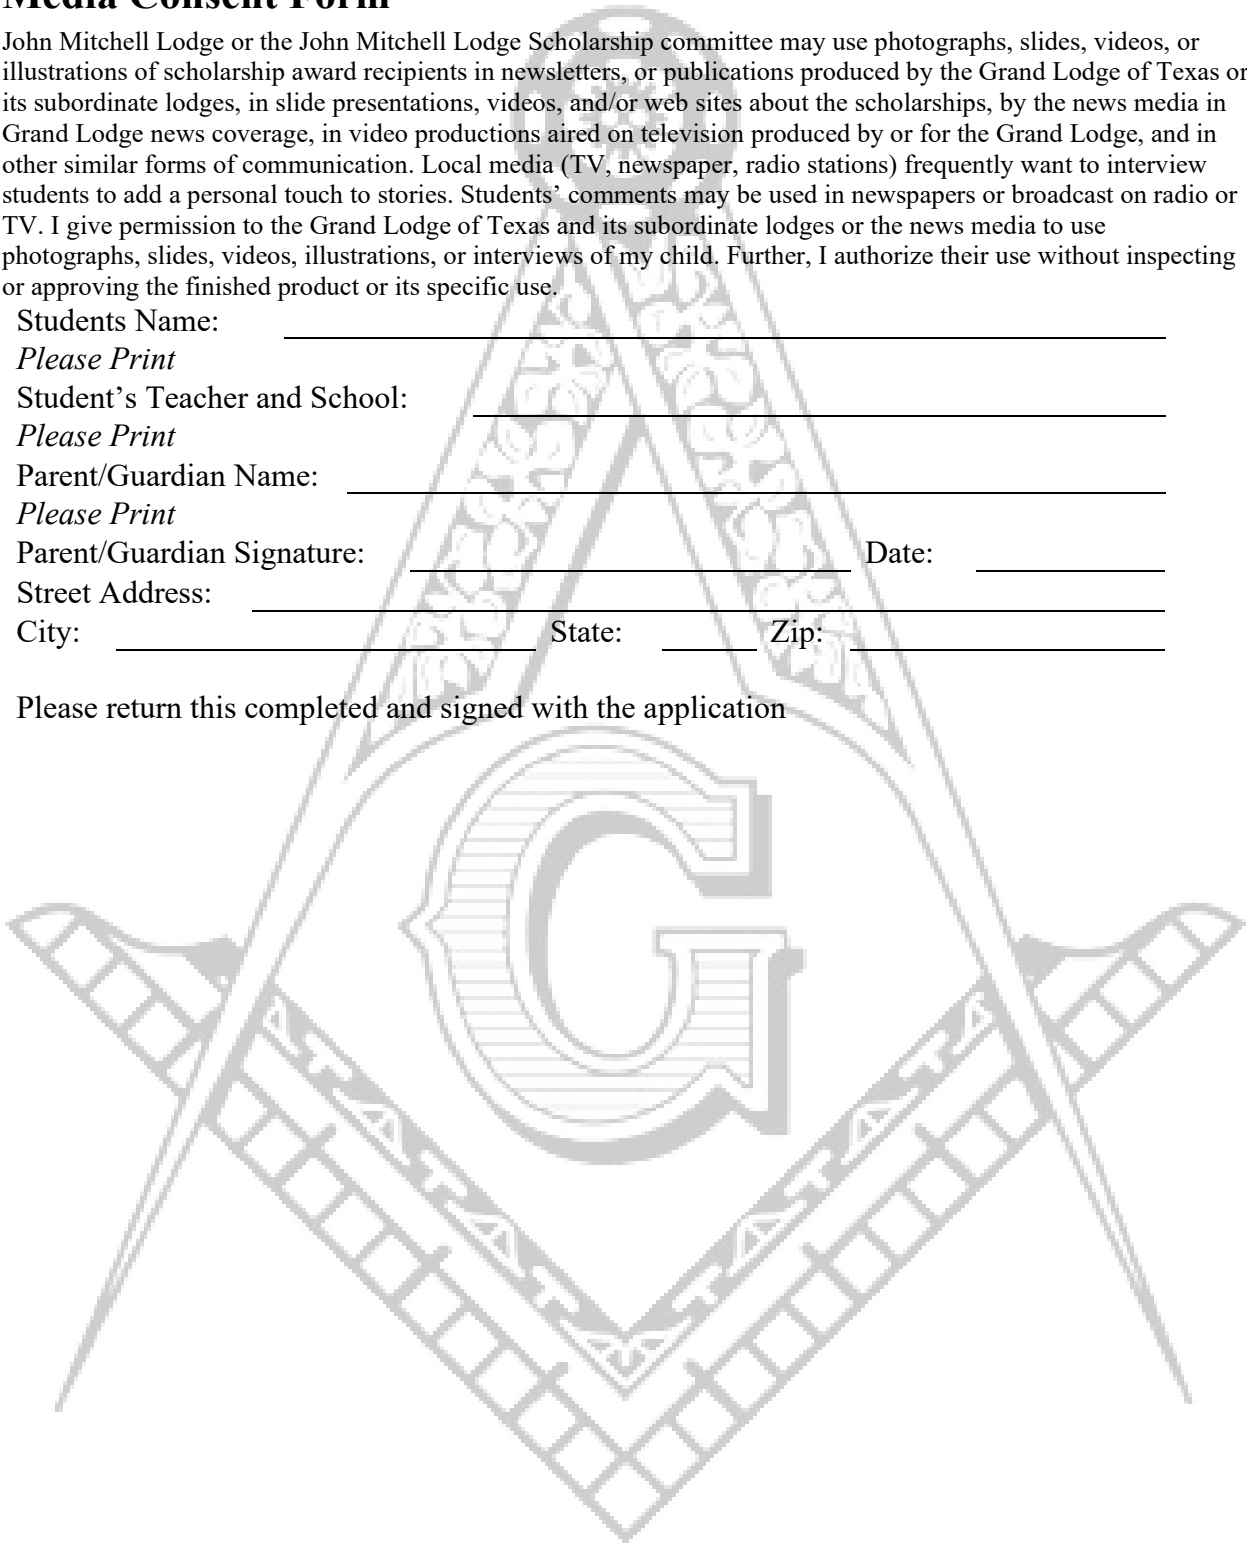 Media Consent Form
John Mitchell Lodge or the John Mitchell Lodge Scholarship committee may use photographs, slides, videos, or
illustrations of scholarship award recipients in newsletters, or publications produced by the Grand Lodge of Texas or
its subordinate lodges, in slide presentations, videos, and/or web sites about the scholarships, by the news media in
Grand Lodge news coverage, in video productions aired on television produced by or for the Grand Lodge, and in
other similar forms of communication. Local media (TV, newspaper, radio stations) frequently want to interview
students to add a personal touch to stories. Students’ comments may be used in newspapers or broadcast on radio or
TV. I give permission to the Grand Lodge of Texas and its subordinate lodges or the news media to use
photographs, slides, videos, illustrations, or interviews of my child. Further, I authorize their use without inspecting
or approving the finished product or its specific use.
Students Name:
Please Print
Student’s Teacher and School:
Please Print
Parent/Guardian Name:
Please Print
Parent/Guardian Signature: Date:
Street Address:
City: State: Zip:
Please return this completed and signed with the application
G